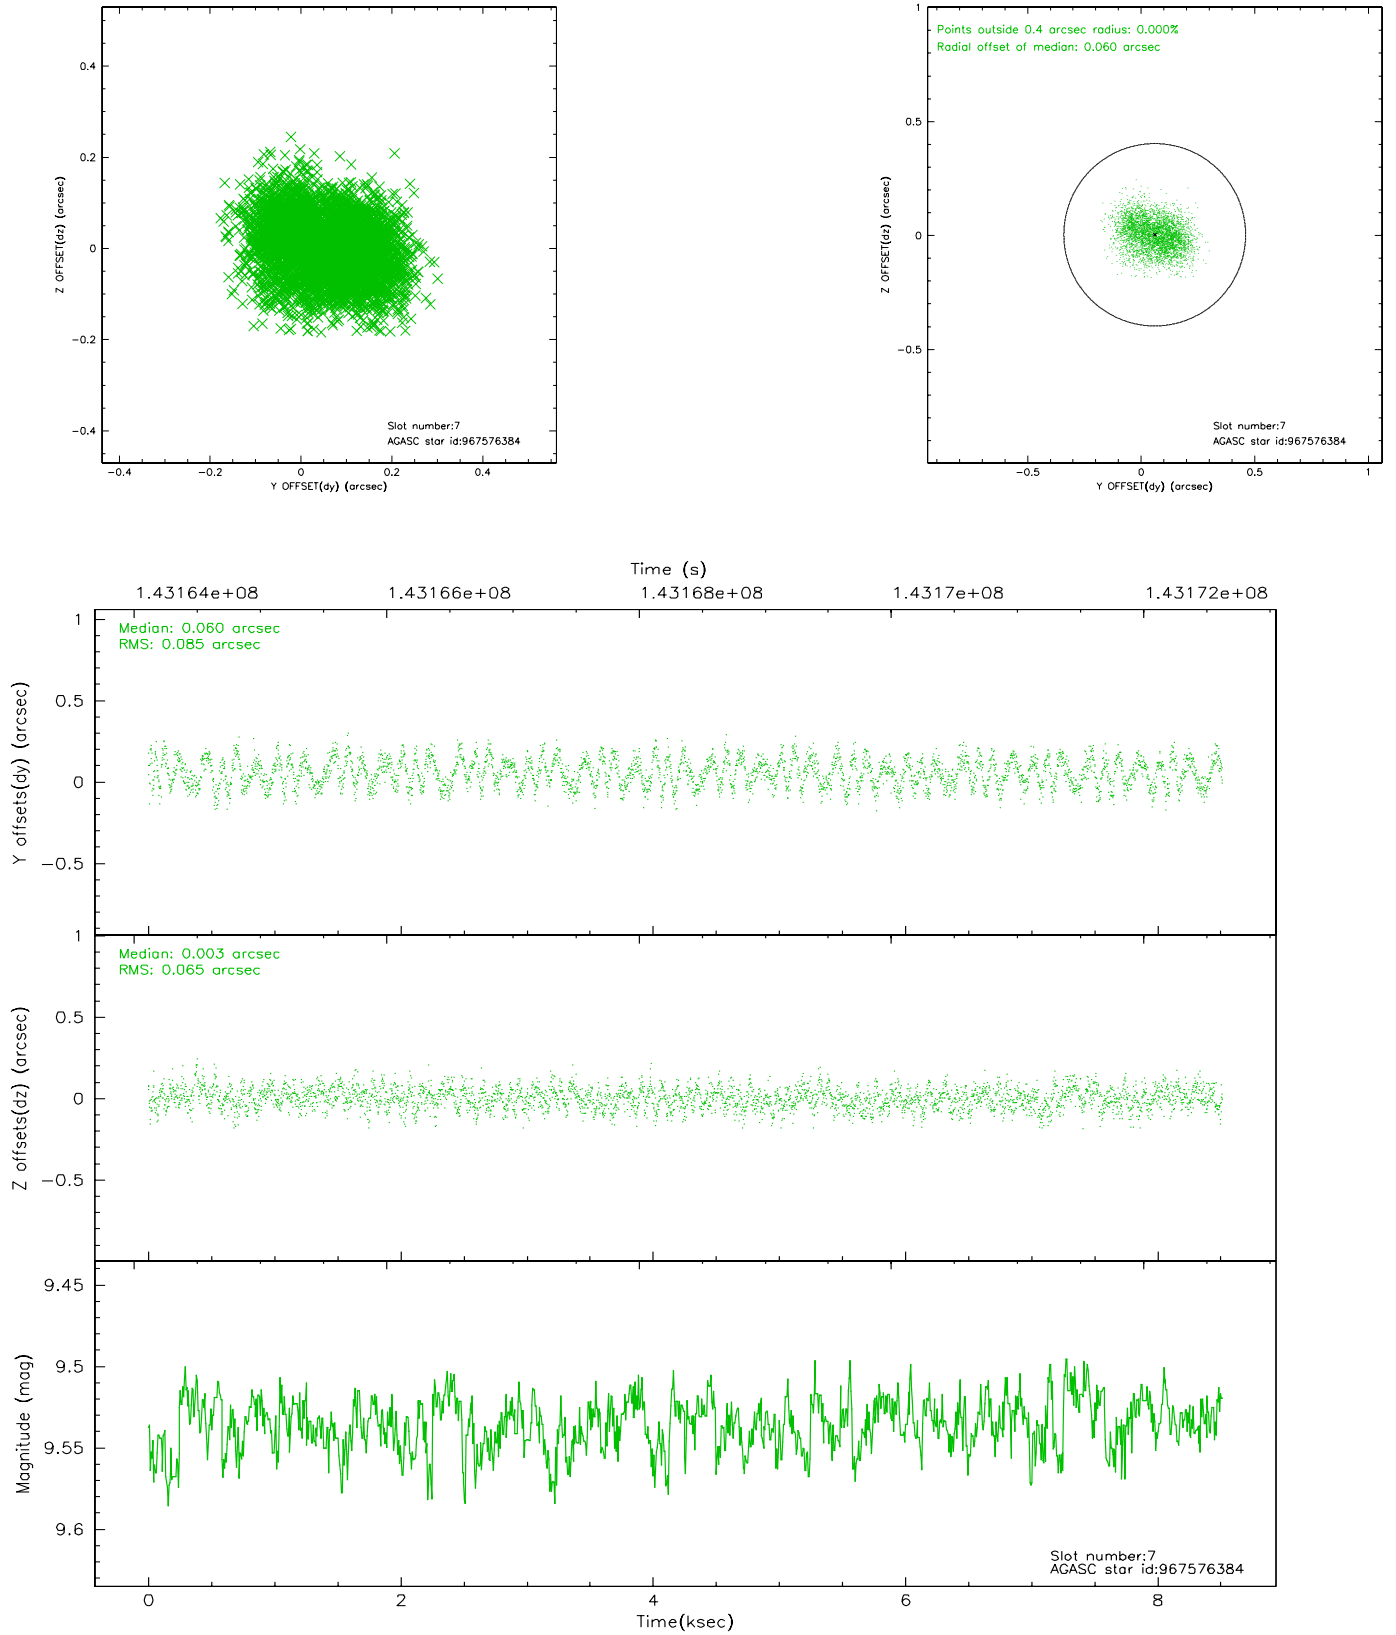 0.4
0.2
0
−0.2
−0.4
Z OFFSET(dz) (arcsec)
Slot number:7
AGASC star id:967576384
−0.4
−0.2
0
0.2
0.4
Y OFFSET(dy) (arcsec)
Points outside 0.4 arcsec radius: 0.000%
Radial offset of median: 0.060 arcsec
1
0.5
0
−0.5
Z OFFSET(dz) (arcsec)
Slot number:7
AGASC star id:967576384
−0.5
0
0.5
1
Y OFFSET(dy) (arcsec)
Time (s)
1.43164e+08
1.43166e+08
1.43168e+08
1.4317e+08
1.43172e+08
Median: 0.060 arcsec
RMS: 0.085 arcsec
1
0.5
0
−0.5
Y offsets(dy) (arcsec)
Median: 0.003 arcsec
RMS: 0.065 arcsec
1
0.5
0
−0.5
Z offsets(dz) (arcsec)
9.45
9.5
9.55
9.6
Magnitude (mag)
Slot number:7
AGASC star id:967576384
0
2
4
6
8
Time(ksec)